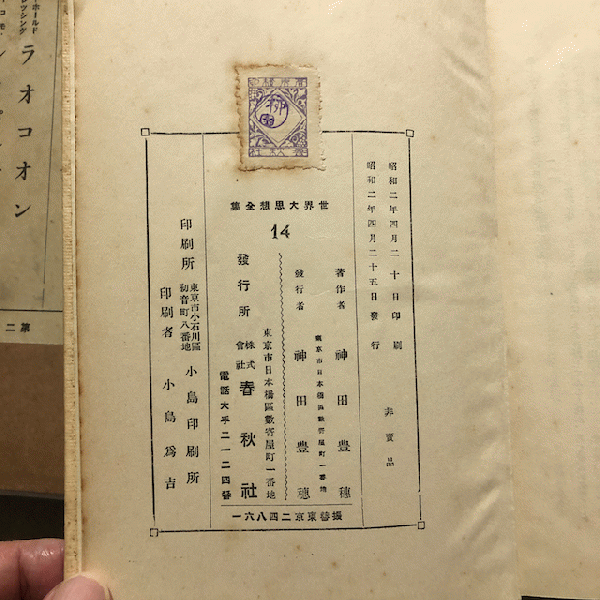 昭和二年四月二十日印刷
昭和二年四月二十五日發行
非賣品
世界大思想全集
14
著作者 神田豊穗
東京市日本橋區數寄屋町一番地
發行者 神田豊穗
東京市日本橋區數寄屋町一番地
發行所 株式會社 春秋社
電話大手二一二四番
振替東京二四八六一
印刷所 小島印刷所
東京市小石川區
初音町八番地
印刷者 小島爲吉
ラオコオン
第二